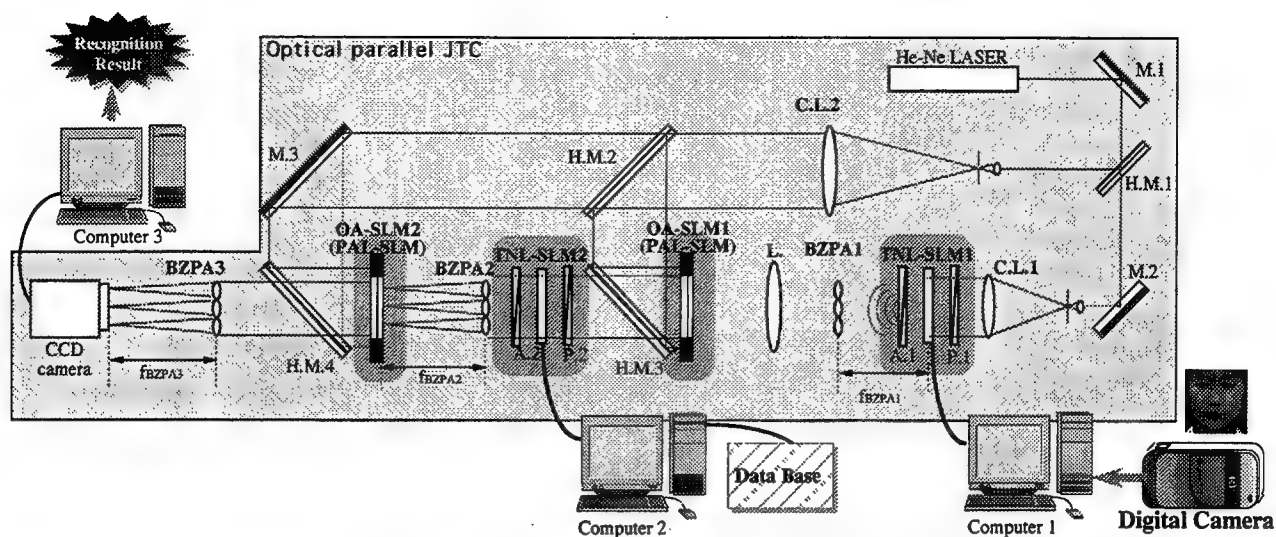 Recognition
Result
Optical parallel JTC
He-Ne LASER
M.1
C.L.2
M.3
H.M.2
H.M.1
Computer 3
OA-SLM2
(PAL-SLM)
OA-SLM1
(PAL-SLM)
BZPA3
BZPA2
TNL-SLM2
L.
BZPA1
TNL-SLM1
C.L.1
M.2
CCD
camera
A.2
P.2
A.1
P.1
H.M.4
H.M.3
fBZPA3
fBZPA2
fBZPA1
Data Base
Computer 2
Computer 1
Digital Camera